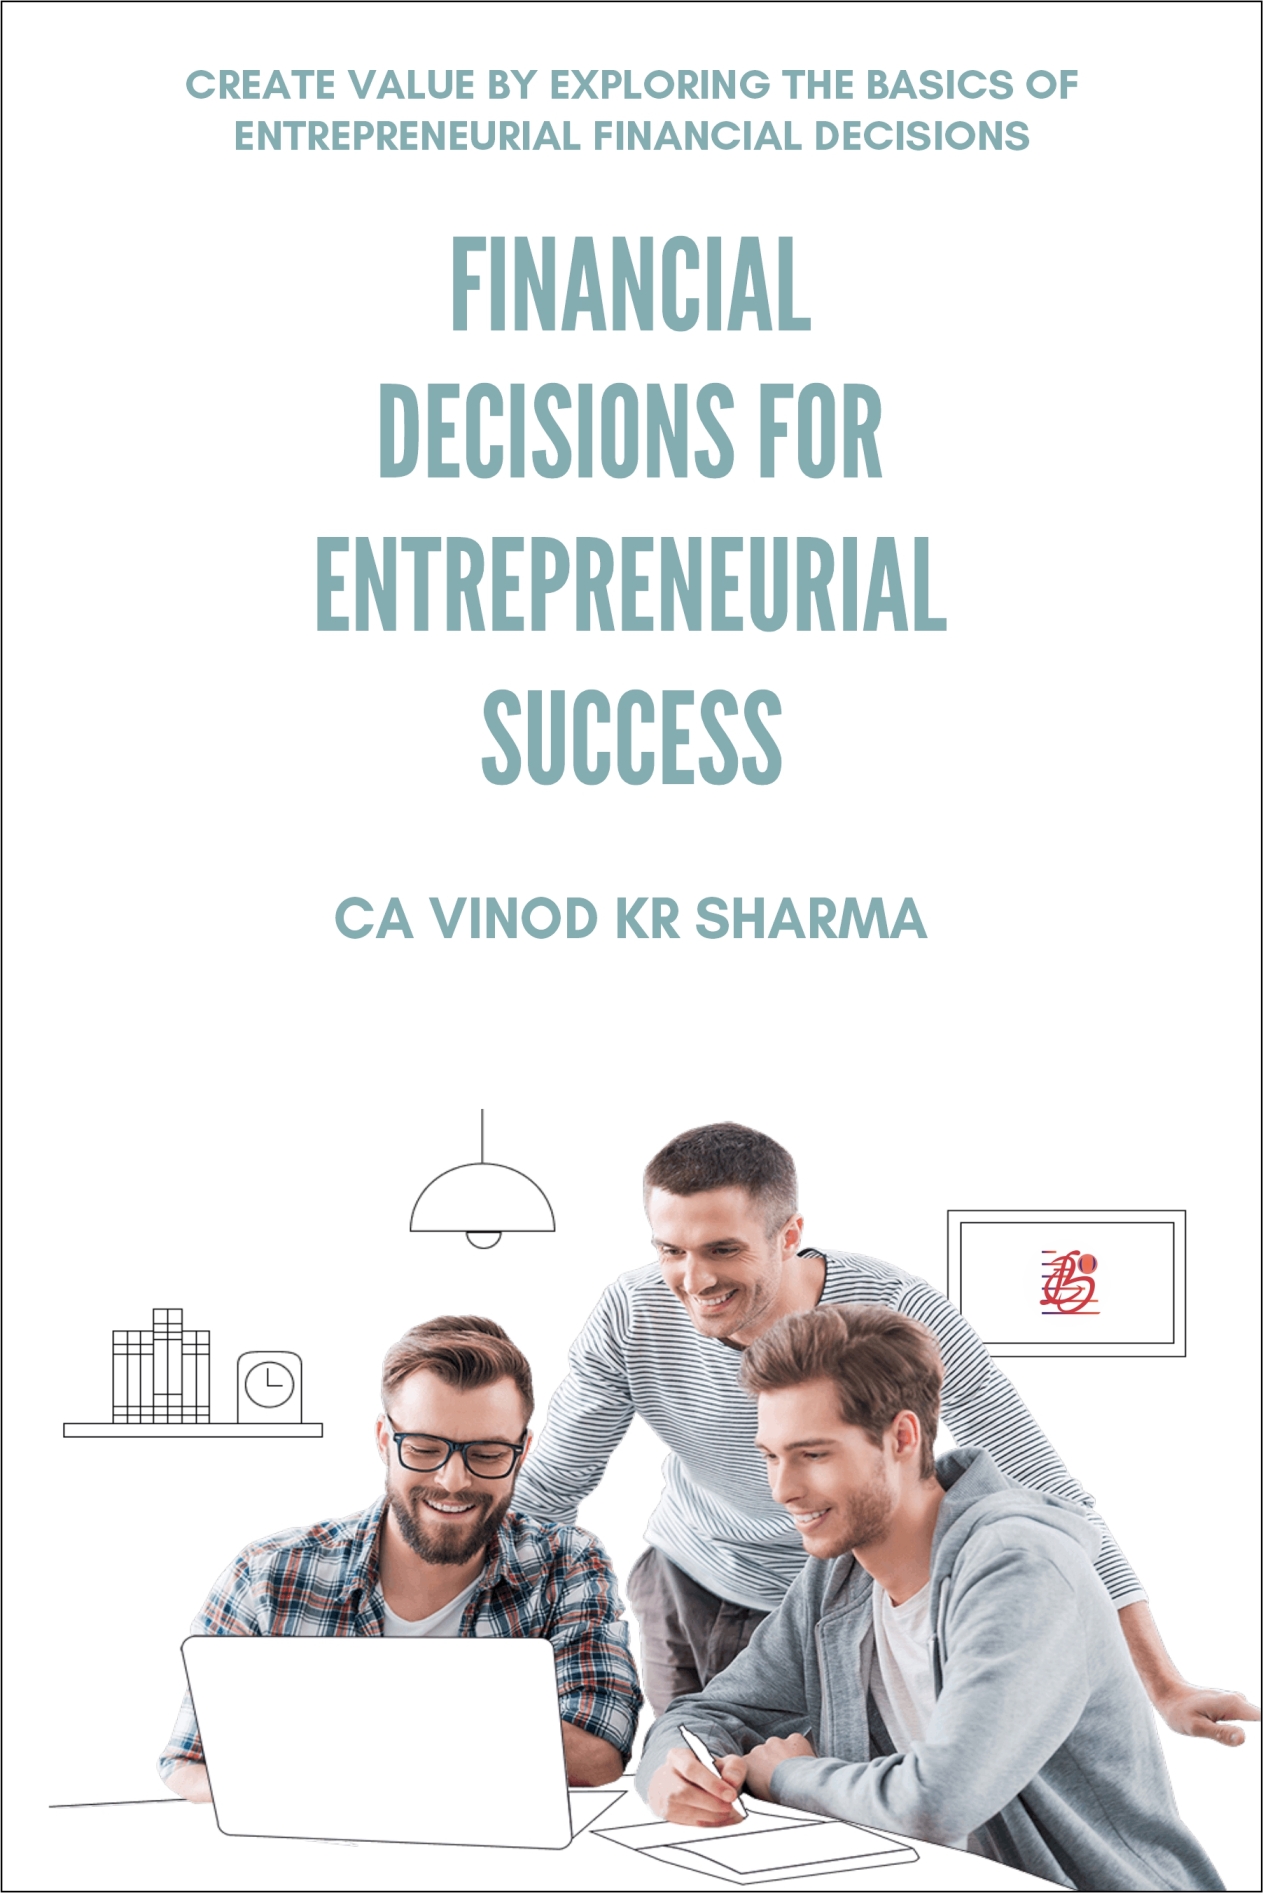 CREATE VALUE BY EXPLORING THE BASICS OF
ENTREPRENEURIAL FINANCIAL DECISIONS
FINANCIAL
DECISIONS FOR
ENTREPRENEURIAL
SUCCESS
CA VINOD KR SHARMA